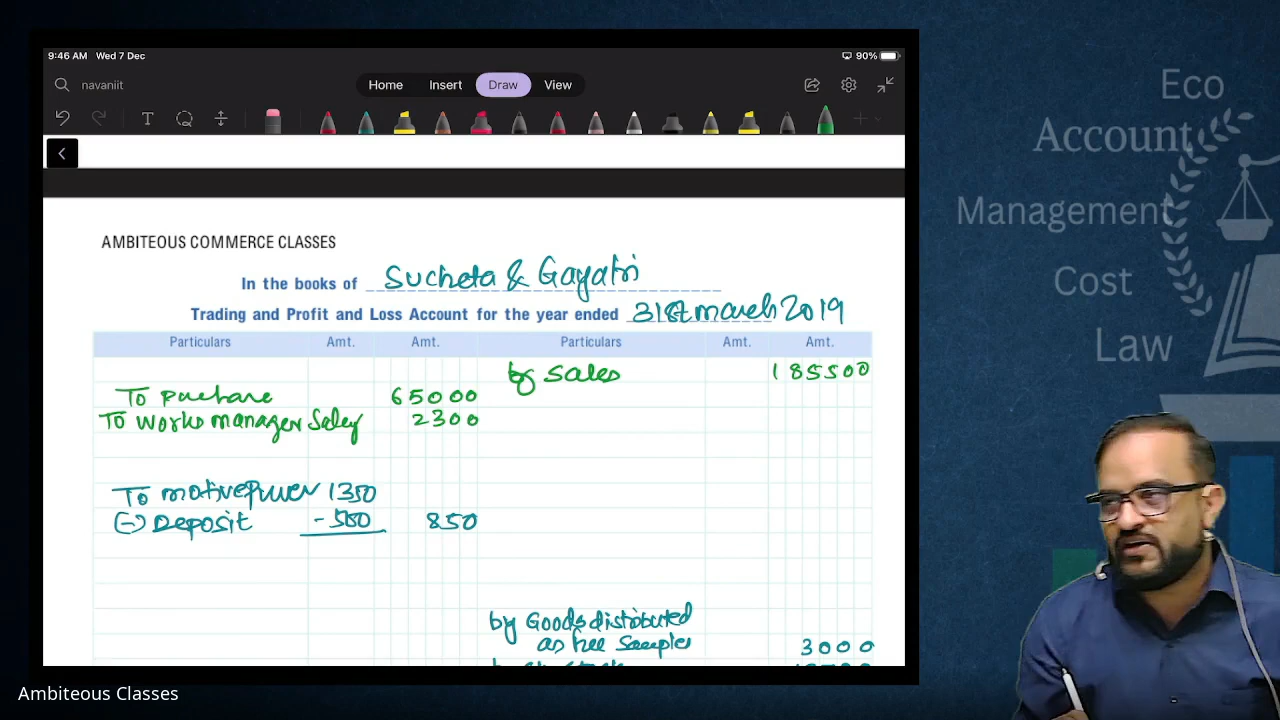 9:46 AM Wed 7 Dec
90%
navaniit
Home Insert Draw View
T
AMBITEOUS COMMERCE CLASSES
In the books of Sucheta & Gayatri
Trading and Profit and Loss Account for the year ended 31st march 2019
Particulars Amt. Amt. Particulars Amt. Amt.
by Sales 185500
To purchase 65000
To works manager Salary 2300
To motive power 1350
(-) Deposit - 500 850
by Goods distributed
as free Samples 3000
Eco
Account
Management
Cost
Law
Ambiteous Classes